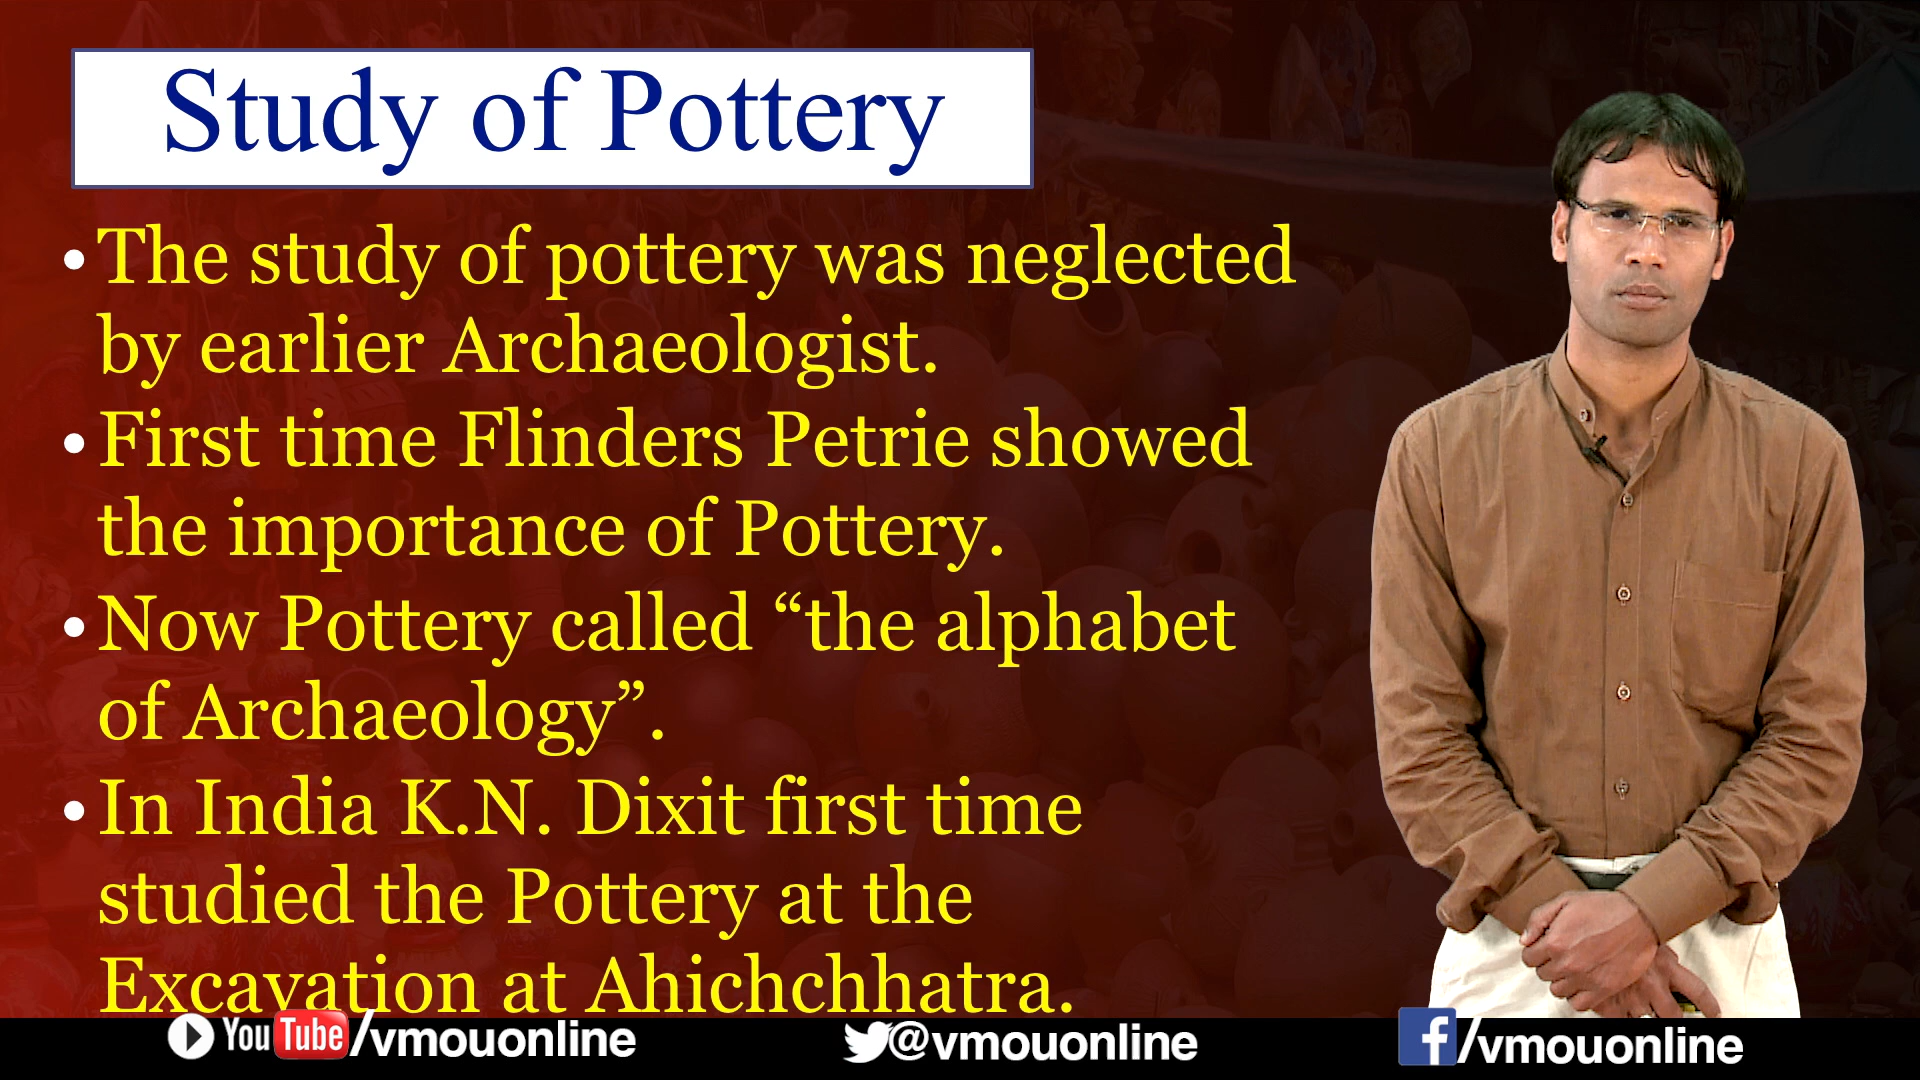 Study of Pottery
• The study of pottery was neglected
by earlier Archaeologist.
• First time Flinders Petrie showed
the importance of Pottery.
• Now Pottery called “the alphabet
of Archaeology”.
• In India K.N. Dixit first time
studied the Pottery at the
Excavation at Ahichchhatra.
YouTube/vmouonline @vmouonline f/vmouonline